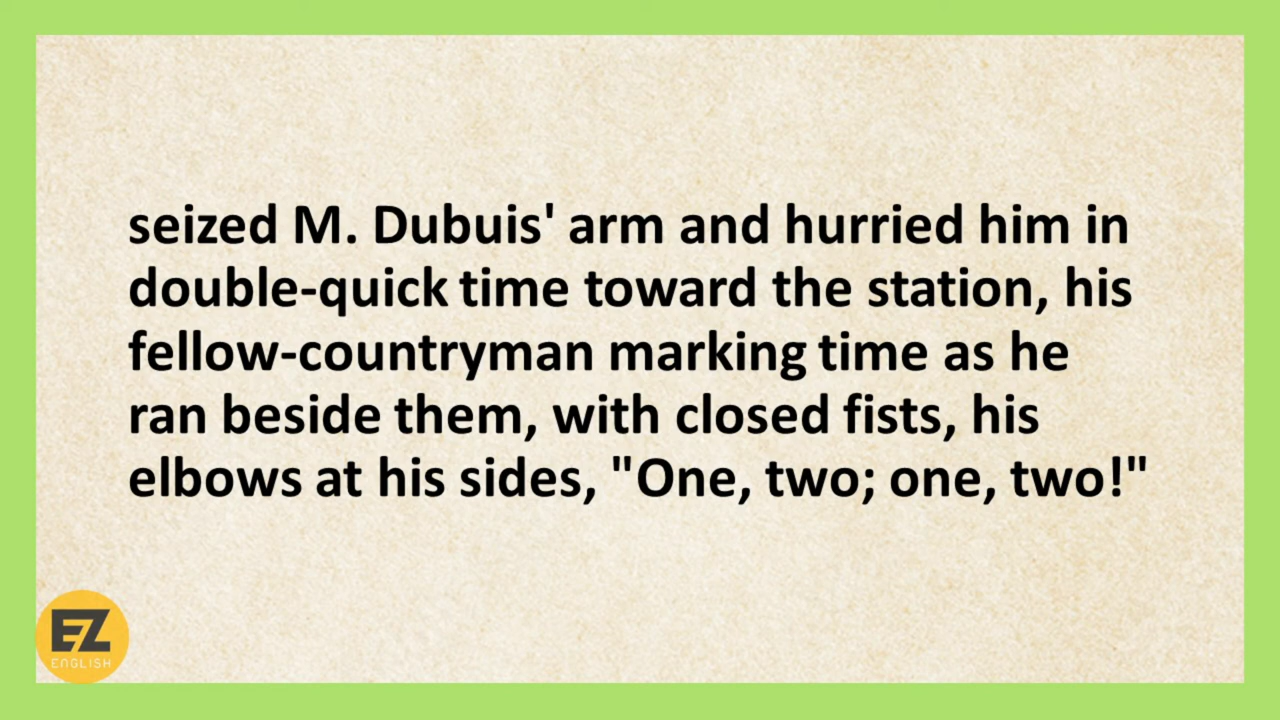 seized M. Dubuis' arm and hurried him in
double-quick time toward the station, his
fellow-countryman marking time as he
ran beside them, with closed fists, his
elbows at his sides, "One, two; one, two!"
EZ
ENGLISH